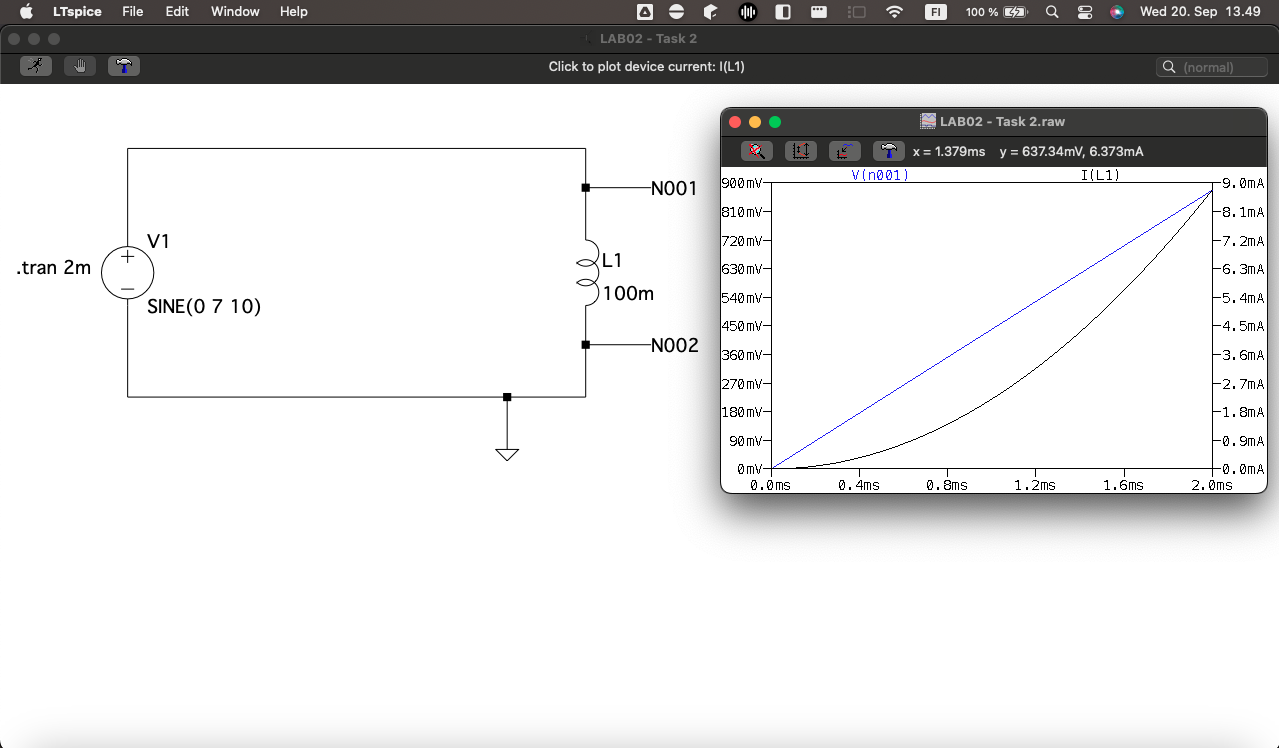 LTspice File Edit Window Help FI 100 % Wed 20. Sep 13.49
LAB02 - Task 2
Click to plot device current: I(L1)
(normal)
N001
V1
.tran 2m
SINE(0 7 10)
L1
100m
N002
LAB02 - Task 2.raw
x = 1.379ms y = 637.34mV, 6.373mA
V(n001) I(L1)
900mV 9.0mA
810mV 8.1mA
720mV 7.2mA
630mV 6.3mA
540mV 5.4mA
450mV 4.5mA
360mV 3.6mA
270mV 2.7mA
180mV 1.8mA
90mV 0.9mA
0mV 0.0mA
0.0ms 0.4ms 0.8ms 1.2ms 1.6ms 2.0ms